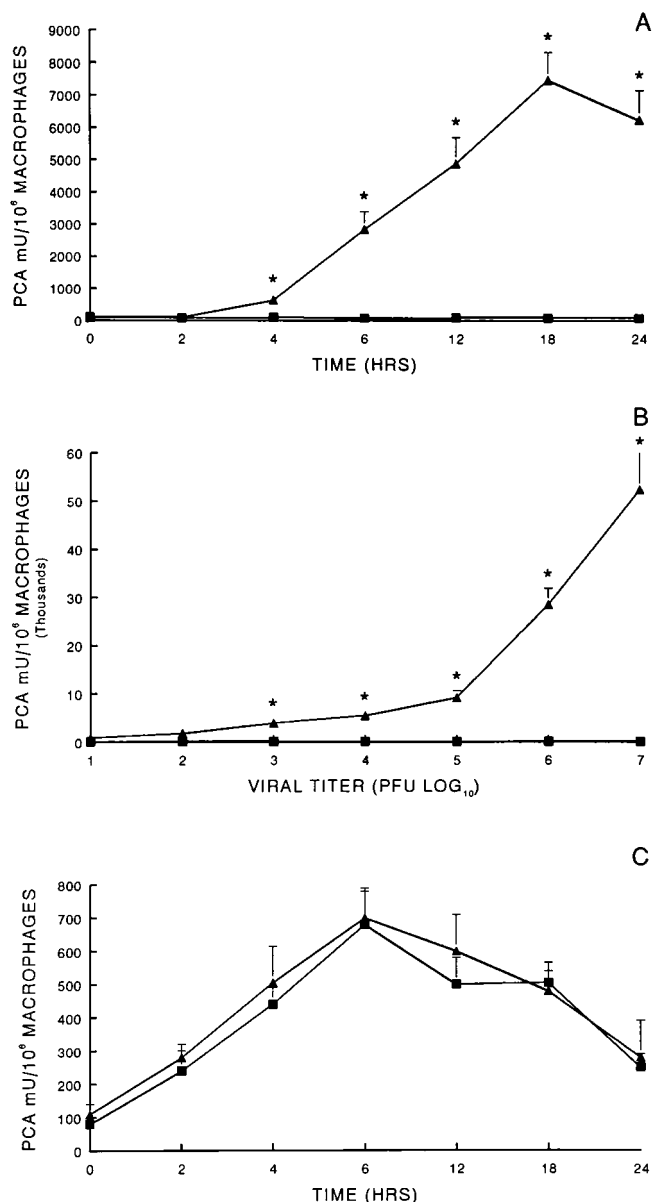 A
PCA mU/10⁶ MACROPHAGES
9000
8000
7000
6000
5000
4000
3000
2000
1000
0
* * * * * *
0 2 4 6 12 18 24
TIME (HRS)
B
PCA mU/10⁶ MACROPHAGES
(Thousands)
60
50
40
30
20
10
0
* * * * *
1 2 3 4 5 6 7
VIRAL TITER (PFU LOG₁₀)
C
PCA mU/10⁶ MACROPHAGES
800
700
600
500
400
300
200
100
0
0 2 4 6 12 18 24
TIME (HRS)